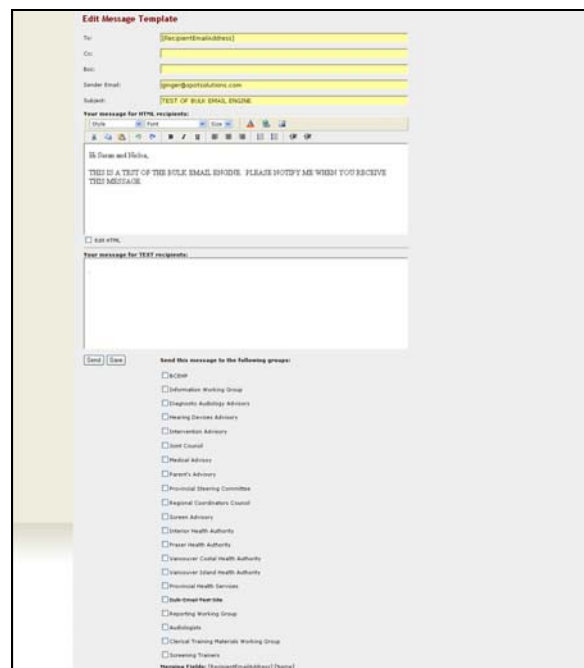 Edit Message Template
To: [RecipientEmailAddress]
Cc:
Bcc:
Sender Email: ginger@spotsolutions.com
Subject: TEST OF BULK EMAIL ENGINE
Your message for HTML recipients:
Style Font Size
B I U
Hi Susan and
THIS IS A TEST OF THE BULK EMAIL ENGINE. PLEASE NOTIFY ME WHEN YOU RECEIVE
THIS MESSAGE
Edit HTML
Your message for TEXT recipients:
Send Save
Send this message to the following groups:
BCEHP
Information Working Group
Diagnostic Audiology Advisory
Hearing Devices Advisory
Intervention Advisory
Joint Council
Medical Advisory
Parent's Advisory
Provincial Steering Committee
Regional Coordinators Council
Screen Advisory
Interior Health Authority
Fraser Health Authority
Vancouver Costal Health Authority
Vancouver Island Health Authority
Provincial Health Services
Bulk Email Test Site
Reporting Working Group
Audiologists
Clerical Training Materials Working Group
Screening Trainers
Merging Fields: [RecipientEmailAddress] [Name]